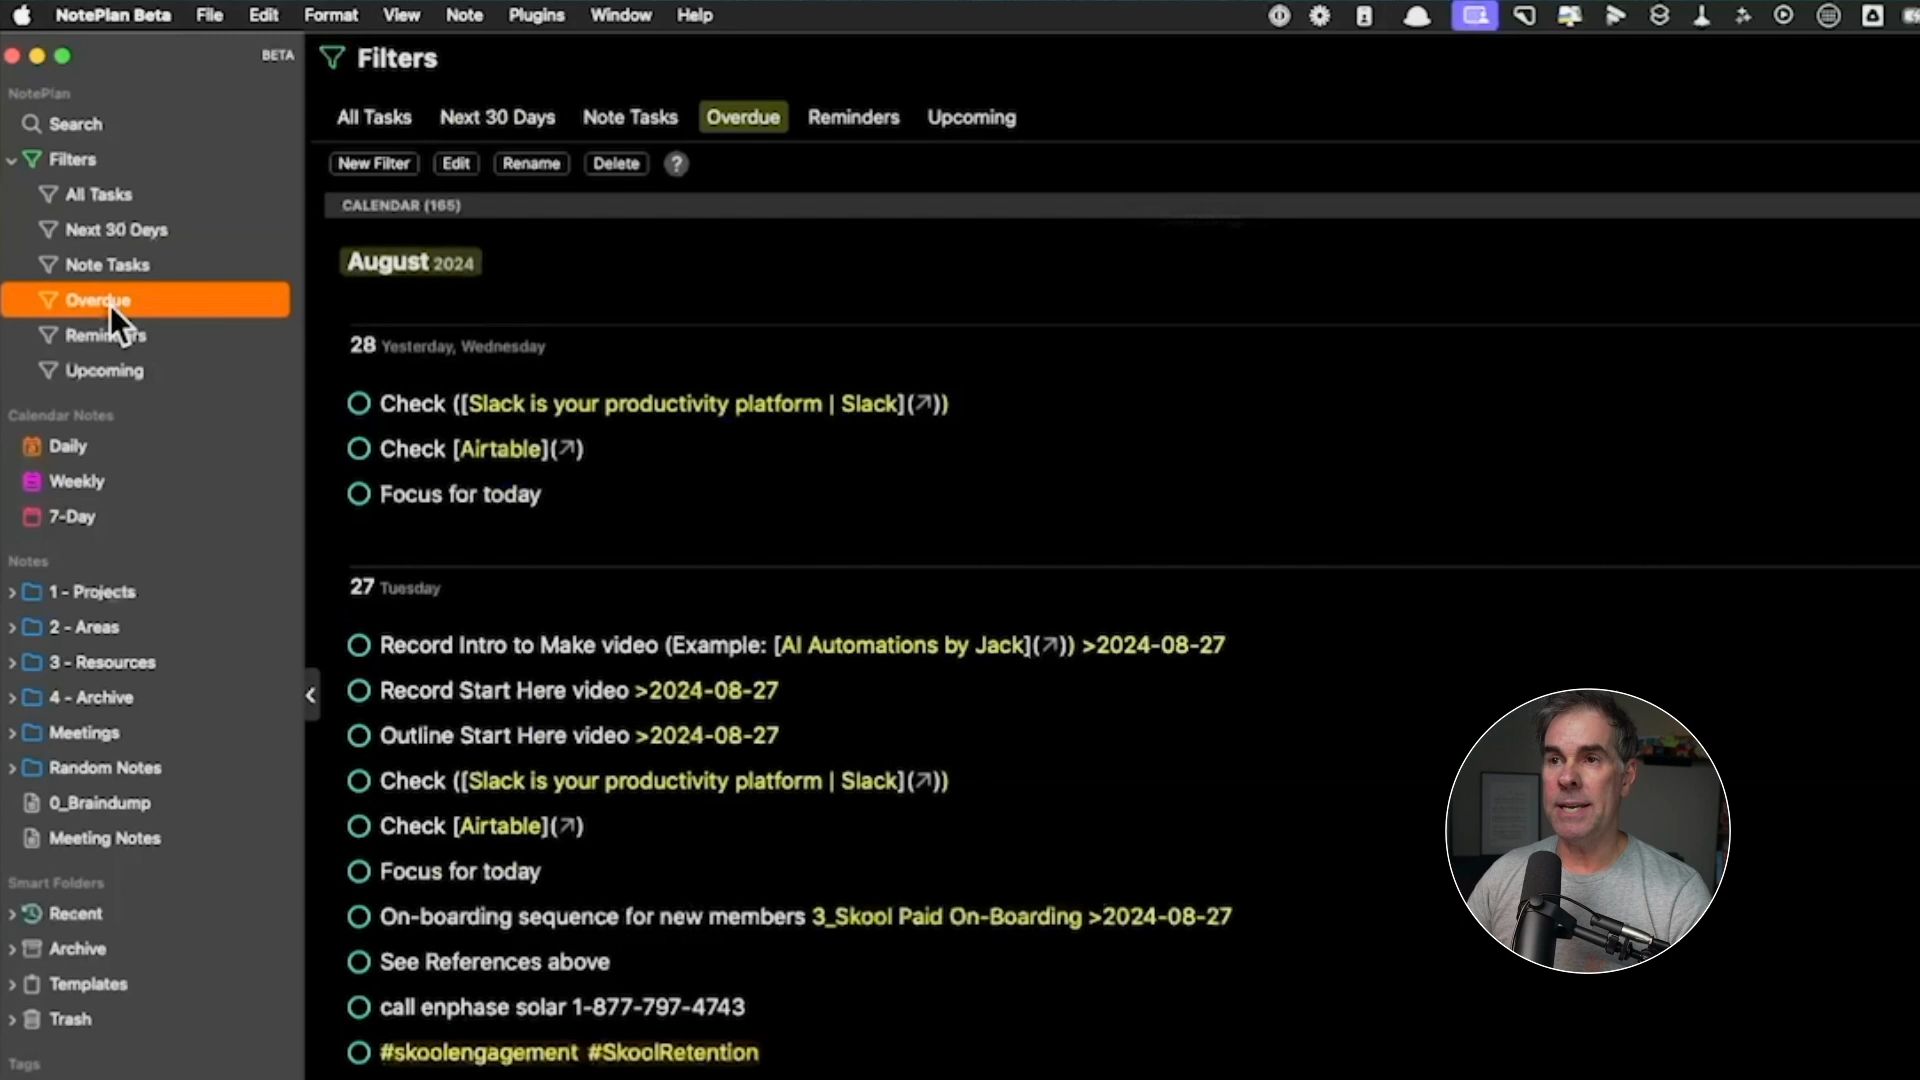 NotePlan Beta File Edit Format View Note Plugins Window Help
BETA
NotePlan
Search
Filters
All Tasks
Next 30 Days
Note Tasks
Overdue
Reminders
Upcoming
Calendar Notes
Daily
Weekly
7-Day
Notes
1 - Projects
2 - Areas
3 - Resources
4 - Archive
Meetings
Random Notes
0_Braindump
Meeting Notes
Smart Folders
Recent
Archive
Templates
Trash
Tags
Filters
All Tasks Next 30 Days Note Tasks Overdue Reminders Upcoming
New Filter Edit Rename Delete ?
CALENDAR (165)
August 2024
28 Yesterday, Wednesday
Check ([Slack is your productivity platform | Slack](↗))
Check [Airtable](↗)
Focus for today
27 Tuesday
Record Intro to Make video (Example: [AI Automations by Jack](↗)) >2024-08-27
Record Start Here video >2024-08-27
Outline Start Here video >2024-08-27
Check ([Slack is your productivity platform | Slack](↗))
Check [Airtable](↗)
Focus for today
On-boarding sequence for new members 3_Skool Paid On-Boarding >2024-08-27
See References above
call enphase solar 1-877-797-4743
#skoolengagement #SkoolRetention